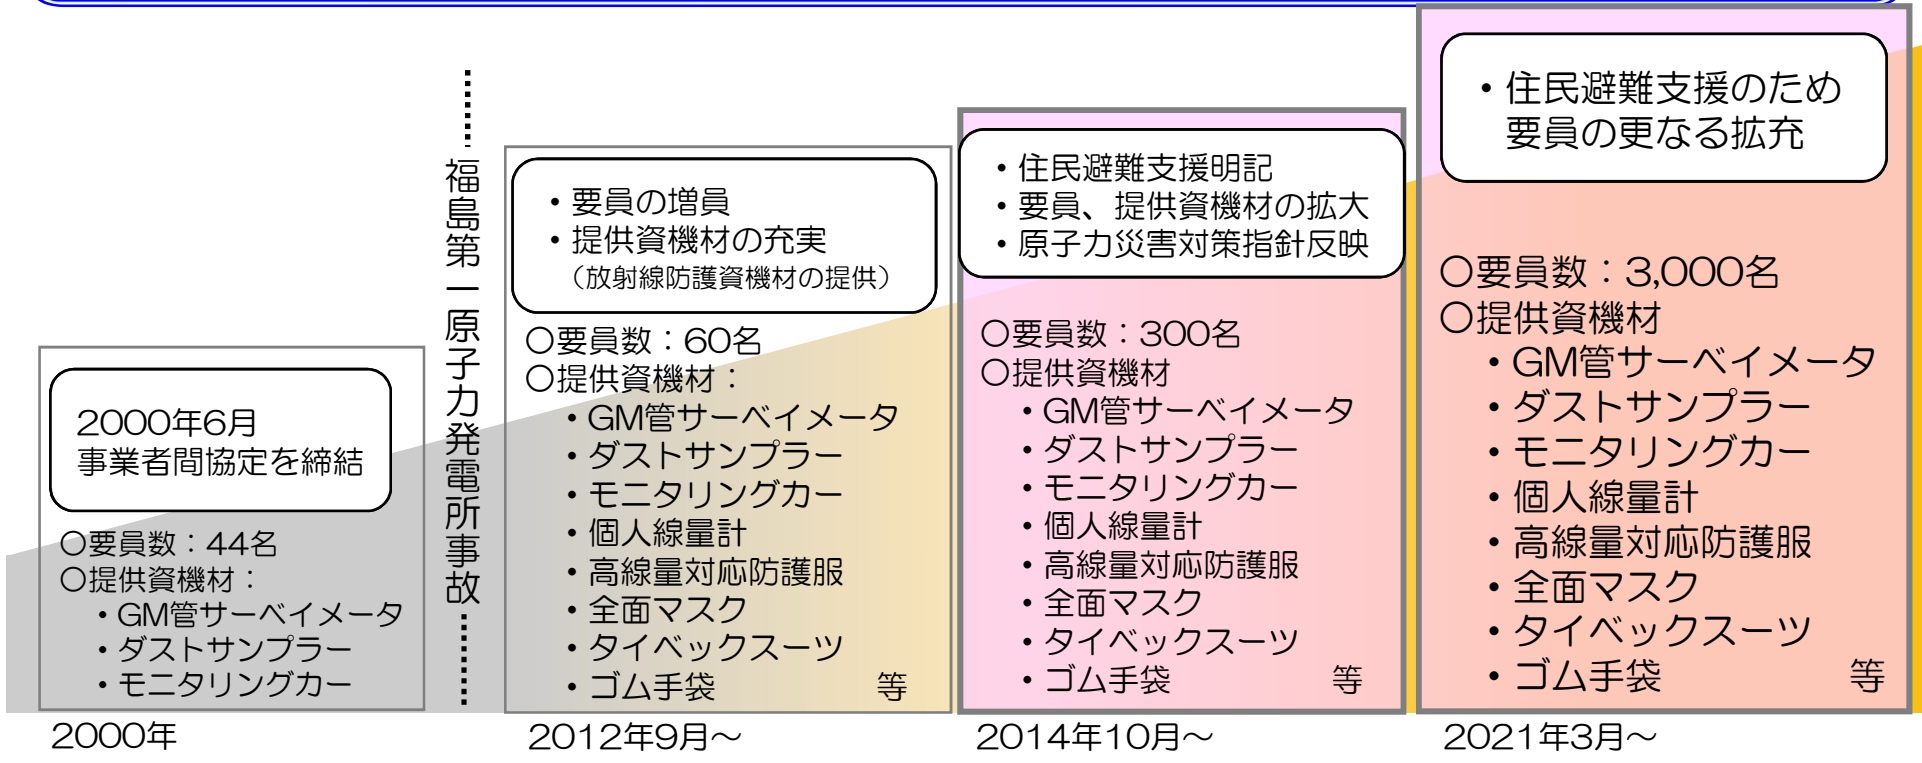 2000年6月
事業者間協定を締結
○要員数：44名
○提供資機材：
・GM管サーベイメータ
・ダストサンプラー
・モニタリングカー
2000年
福島第一原子力発電所事故
・要員の増員
・提供資機材の充実
（放射線防護資機材の提供）
○要員数：60名
○提供資機材：
・GM管サーベイメータ
・ダストサンプラー
・モニタリングカー
・個人線量計
・高線量対応防護服
・全面マスク
・タイベックスーツ
・ゴム手袋 等
2012年9月～
・住民避難支援明記
・要員、提供資機材の拡大
・原子力災害対策指針反映
○要員数：300名
○提供資機材
・GM管サーベイメータ
・ダストサンプラー
・モニタリングカー
・個人線量計
・高線量対応防護服
・全面マスク
・タイベックスーツ
・ゴム手袋 等
2014年10月～
・住民避難支援のため
要員の更なる拡充
○要員数：3,000名
○提供資機材
・GM管サーベイメータ
・ダストサンプラー
・モニタリングカー
・個人線量計
・高線量対応防護服
・全面マスク
・タイベックスーツ
・ゴム手袋 等
2021年3月～